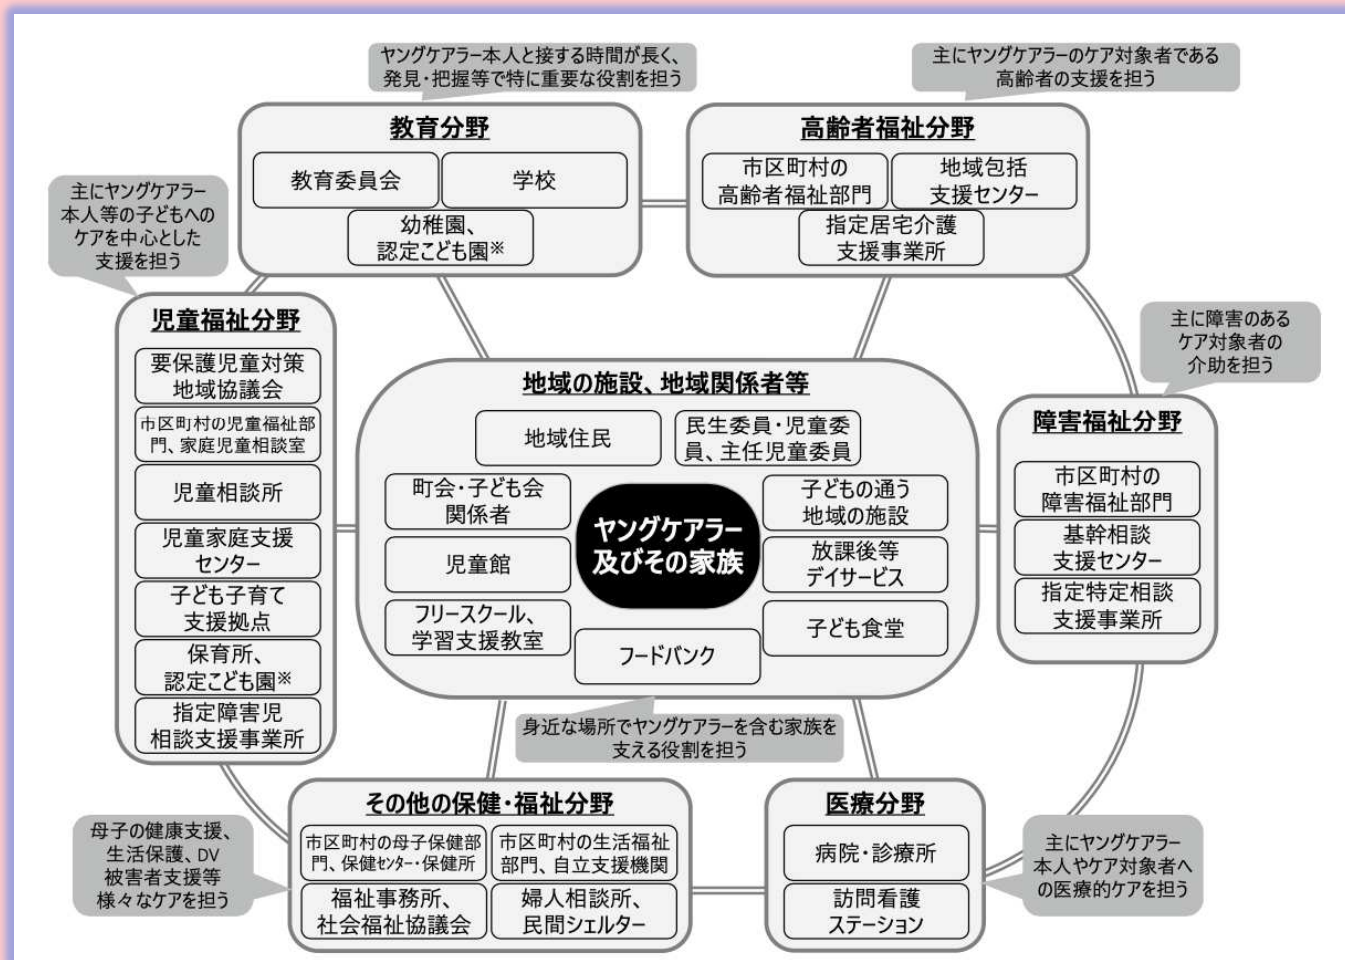 ヤングケアラー本人と接する時間が長く、
発見・把握等で特に重要な役割を担う
主にヤングケアラーのケア対象者である
高齢者の支援を担う
教育分野
教育委員会
学校
幼稚園、
認定こども園※
高齢者福祉分野
市区町村の
高齢者福祉部門
地域包括
支援センター
指定居宅介護
支援事業所
主にヤングケアラー
本人等の子どもへの
ケアを中心とした
支援を担う
児童福祉分野
要保護児童対策
地域協議会
市区町村の児童福祉部
門、家庭児童相談室
児童相談所
児童家庭支援
センター
子ども子育て
支援拠点
保育所、
認定こども園※
指定障害児
相談支援事業所
地域の施設、地域関係者等
地域住民
民生委員・児童委
員、主任児童委員
町会・子ども会
関係者
児童館
フリースクール、
学習支援教室
ヤングケアラー
及びその家族
子どもの通う
地域の施設
放課後等
デイサービス
子ども食堂
フードバンク
主に障害のある
ケア対象者の
介助を担う
障害福祉分野
市区町村の
障害福祉部門
基幹相談
支援センター
指定特定相談
支援事業所
身近な場所でヤングケアラーを含む家族を
支える役割を担う
母子の健康支援、
生活保護、DV
被害者支援等
様々なケアを担う
その他の保健・福祉分野
市区町村の母子保健部
門、保健センター・保健所
市区町村の生活福祉
部門、自立支援機関
福祉事務所、
社会福祉協議会
婦人相談所、
民間シェルター
医療分野
病院・診療所
訪問看護
ステーション
主にヤングケアラー
本人やケア対象者へ
の医療的ケアを担う